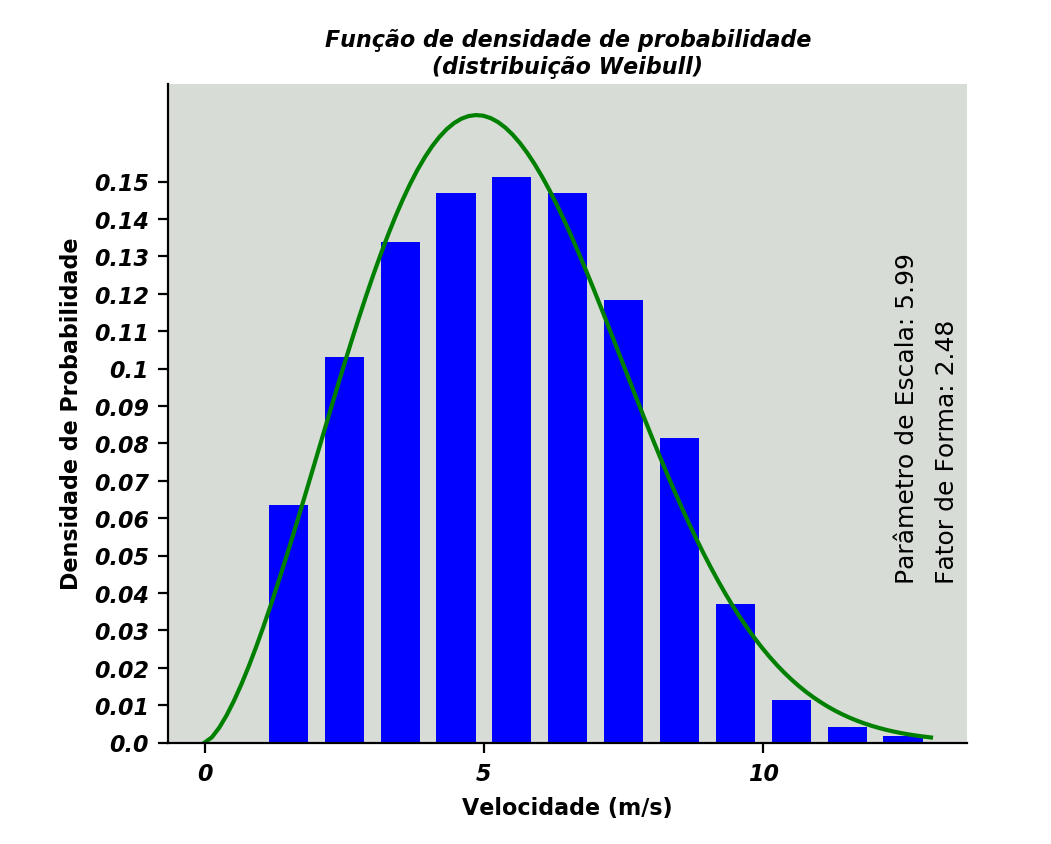 Função de densidade de probabilidade
(distribuição Weibull)
Densidade de Probabilidade
0.15
0.14
0.13
0.12
0.11
0.1
0.09
0.08
0.07
0.06
0.05
0.04
0.03
0.02
0.01
0.0
Parâmetro de Escala: 5.99
Fator de Forma: 2.48
0 5 10
Velocidade (m/s)